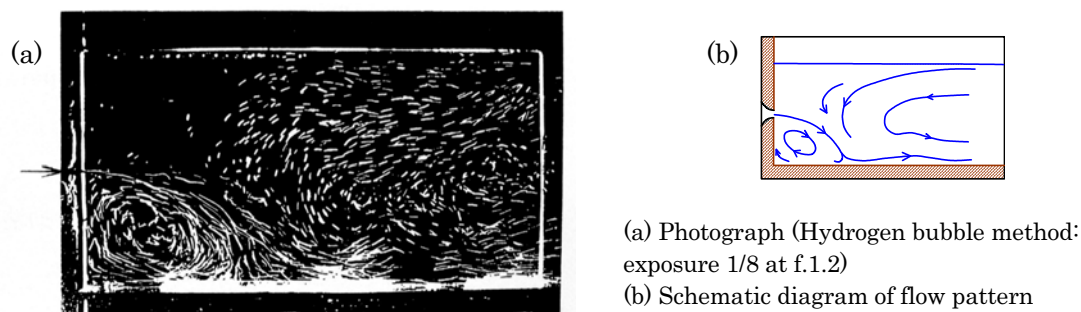 (a)
(b)
(a) Photograph (Hydrogen bubble method:
exposure 1/8 at f.1.2)
(b) Schematic diagram of flow pattern